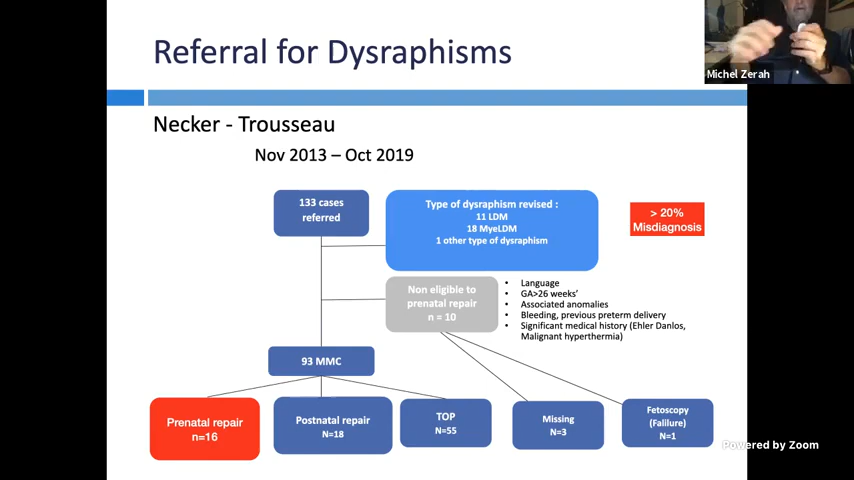 Referral for Dysraphisms
Michel Zerah
Necker - Trousseau
Nov 2013 – Oct 2019
133 cases
referred
Type of dysraphism revised :
11 LDM
18 MyeLDM
1 other type of dysraphism
> 20%
Misdiagnosis
Non eligible to
prenatal repair
n = 10
• Language
• GA>26 weeks'
• Associated anomalies
• Bleeding, previous preterm delivery
• Significant medical history (Ehler Danlos,
Malignant hyperthermia)
93 MMC
Prenatal repair
n=16
Postnatal repair
N=18
TOP
N=55
Missing
N=3
Fetoscopy
(Falilure)
N=1
Powered by Zoom